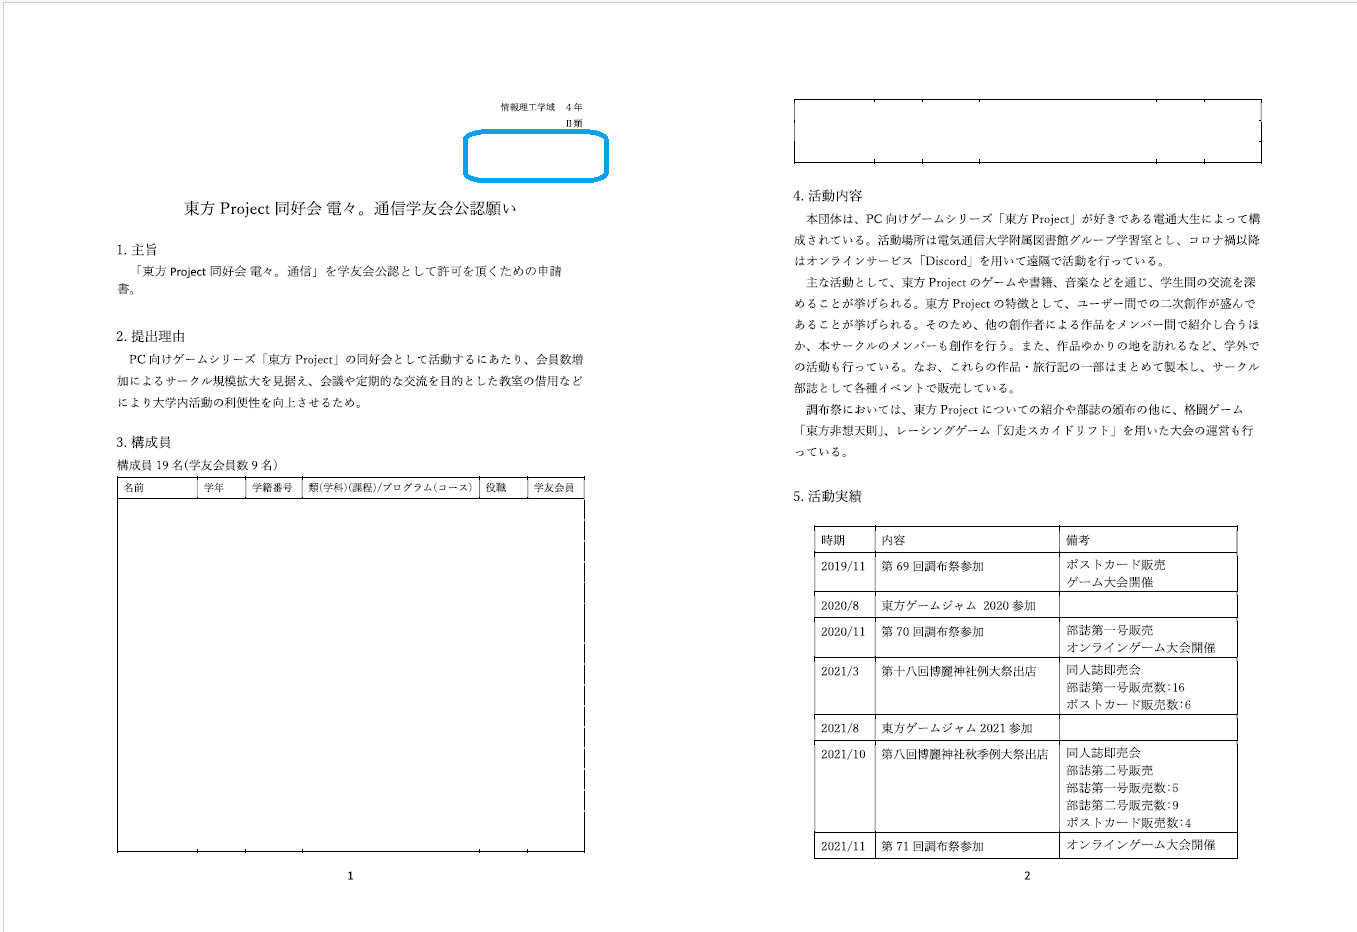 情報理工学域　4 年
Ⅱ類
東方 Project 同好会 電々。通信学友会公認願い
1. 主旨
「東方 Project 同好会 電々。通信」を学友会公認として許可を頂くための申請
書。
2. 提出理由
PC 向けゲームシリーズ「東方 Project」の同好会として活動するにあたり、会員数増
加によるサークル規模拡大を見据え、会議や定期的な交流を目的とした教室の借用など
により大学内活動の利便性を向上させるため。
3. 構成員
構成員 19 名(学友会員数 9 名)
名前 学年 学籍番号 類(学科)(課程)/プログラム(コース) 役職 学友会員
1
4. 活動内容
本団体は、PC 向けゲームシリーズ「東方 Project」が好きである電通大生によって構
成されている。活動場所は電気通信大学附属図書館グループ学習室とし、コロナ禍以降
はオンラインサービス「Discord」を用いて遠隔で活動を行っている。
主な活動として、東方 Project のゲームや書籍、音楽などを通じ、学生間の交流を深
めることが挙げられる。東方 Project の特徴として、ユーザー間での二次創作が盛んで
あることが挙げられる。そのため、他の創作者による作品をメンバー間で紹介し合うほ
か、本サークルのメンバーも創作を行う。また、作品ゆかりの地を訪れるなど、学外で
の活動も行っている。なお、これらの作品・旅行記の一部はまとめて製本し、サークル
部誌として各種イベントで販売している。
調布祭においては、東方 Project についての紹介や部誌の頒布の他に、格闘ゲーム
「東方非想天則」、レーシングゲーム「幻走スカイドリフト」を用いた大会の運営も行
っている。
5. 活動実績
時期 内容 備考
2019/11 第 69 回調布祭参加 ポストカード販売
ゲーム大会開催
2020/8 東方ゲームジャム 2020 参加
2020/11 第 70 回調布祭参加 部誌第一号販売
オンラインゲーム大会開催
2021/3 第十八回博麗神社例大祭出店 同人誌即売会
部誌第一号販売数:16
ポストカード販売数:6
2021/8 東方ゲームジャム 2021 参加
2021/10 第八回博麗神社秋季例大祭出店 同人誌即売会
部誌第二号販売
部誌第一号販売数:5
部誌第二号販売数:9
ポストカード販売数:4
2021/11 第 71 回調布祭参加 オンラインゲーム大会開催
2